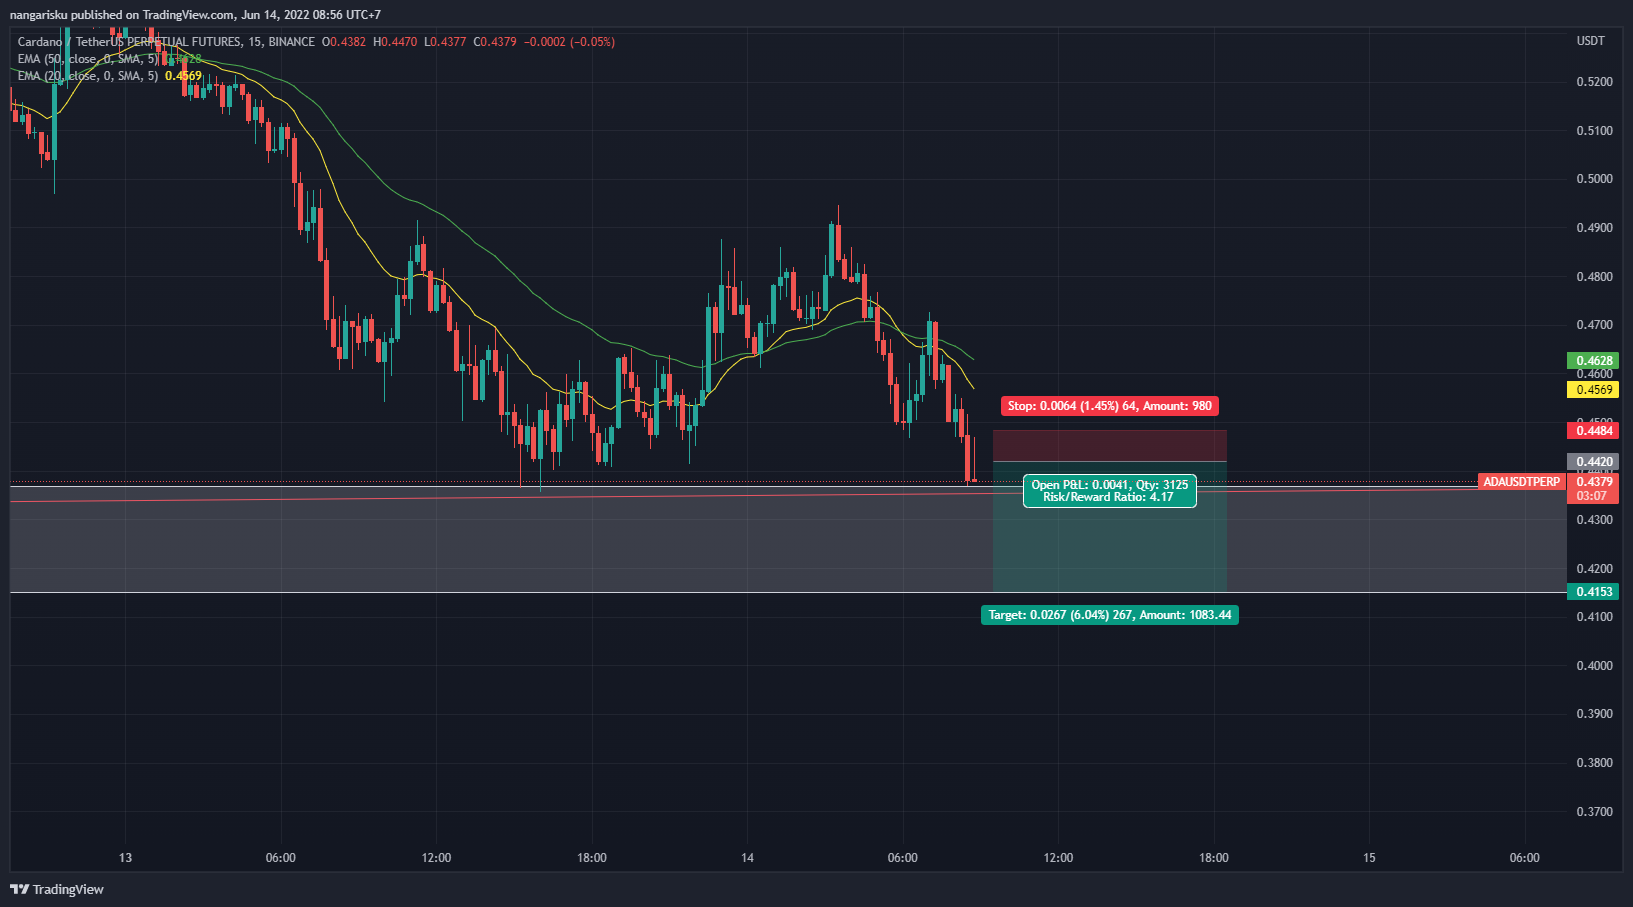 nangarisku published on TradingView.com, Jun 14, 2022 08:56 UTC+7
Cardano / TetherUS PERPETUAL FUTURES, 15, BINANCE O0.4382 H0.4470 L0.4377 C0.4379 −0.0002 (−0.05%)
EMA (50, close, 0, SMA, 5) 0.4628
EMA (20, close, 0, SMA, 5) 0.4569
USDT
0.5200
0.5100
0.5000
0.4900
0.4800
0.4700
0.4628
0.4600
0.4569
0.4500
0.4484
0.4420
0.4400
ADAUSDTPERP 0.4379
03:07
0.4300
0.4200
0.4153
0.4100
0.4000
0.3900
0.3800
0.3700
Stop: 0.0064 (1.45%) 64, Amount: 980
Open P&L: 0.0041, Qty: 3125
Risk/Reward Ratio: 4.17
Target: 0.0267 (6.04%) 267, Amount: 1083.44
13 06:00 12:00 18:00 14 06:00 12:00 18:00 15 06:00
TradingView